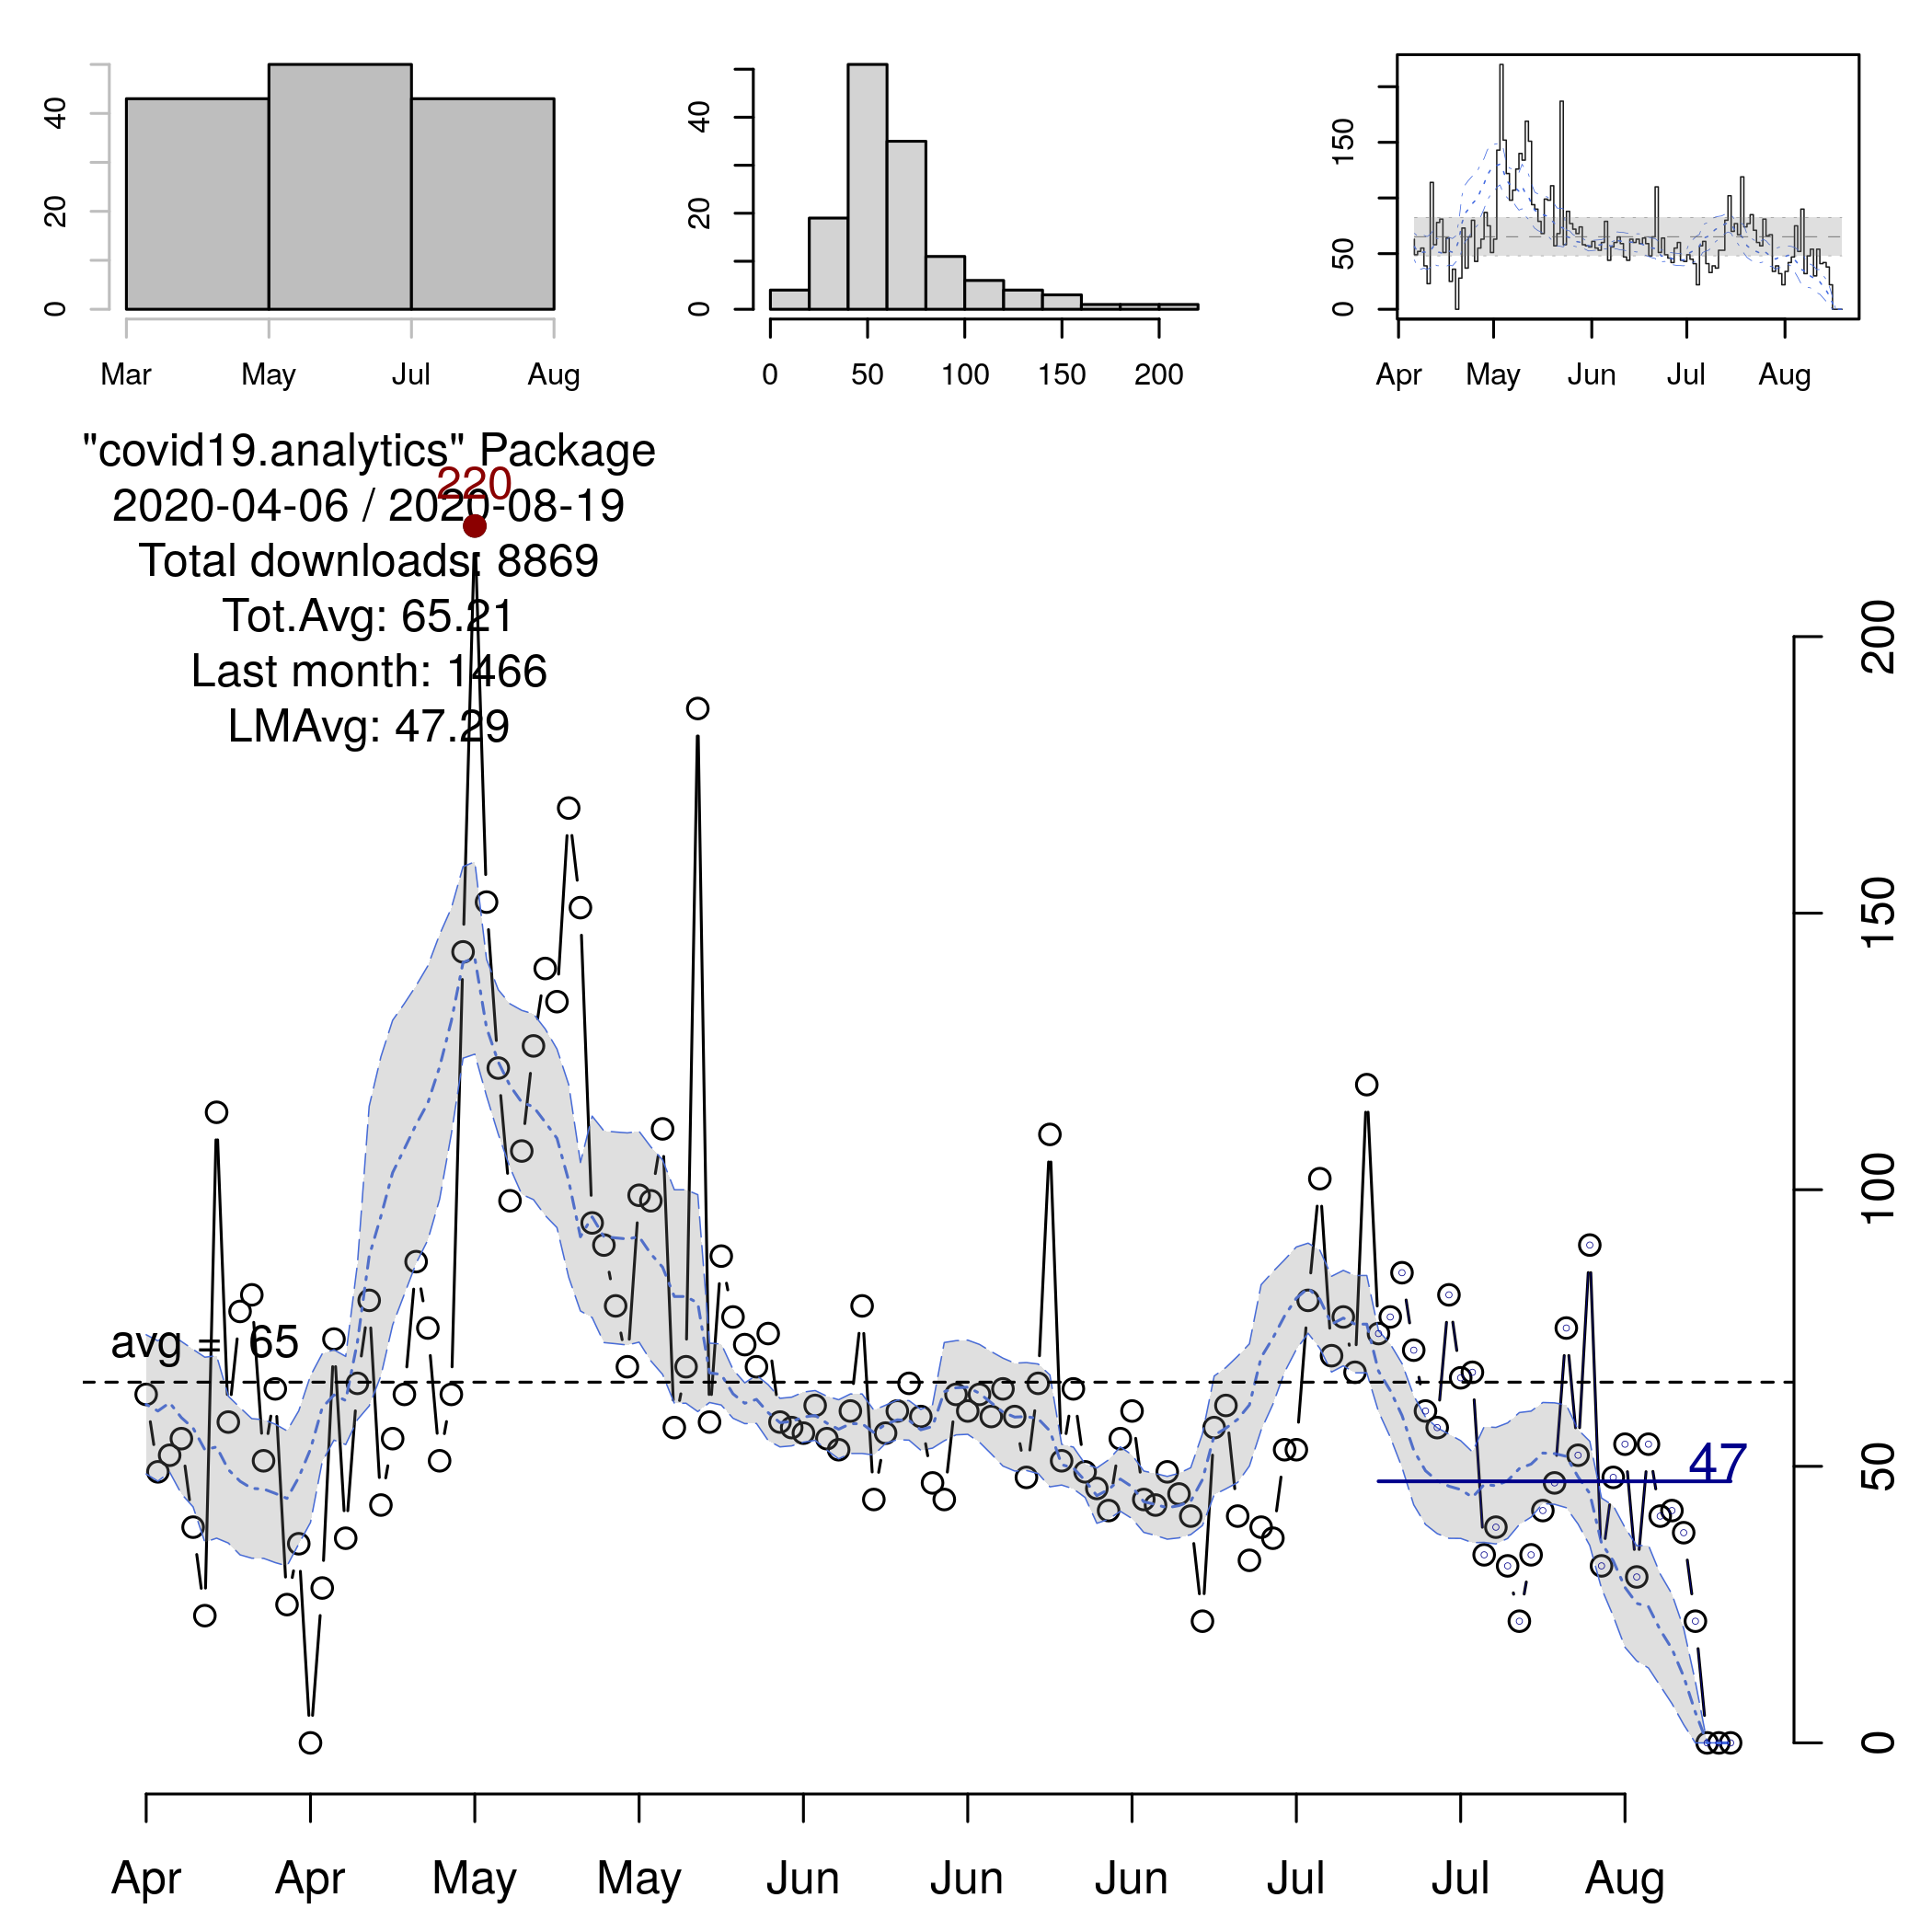 40
20
0
Mar May Jul Aug
40
20
0
0 50 100 150 200
150
50
0
Apr May Jun Jul Aug
"covid19.analytics" Package
220
2020-04-06 / 2020-08-19
Total downloads: 8869
Tot.Avg: 65.21
Last month: 1466
LMAvg: 47.29
avg = 65
47
200
150
100
50
0
Apr Apr May May Jun Jun Jun Jul Jul Aug